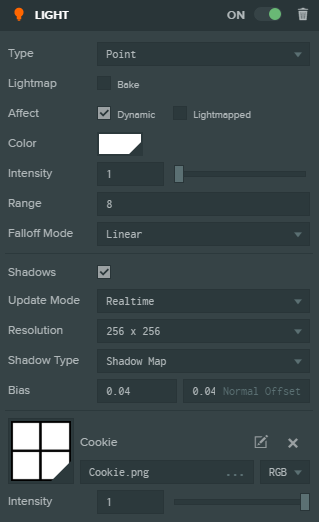 LIGHT ON
Type Point
Lightmap Bake
Affect Dynamic Lightmapped
Color
Intensity 1
Range 8
Falloff Mode Linear
Shadows
Update Mode Realtime
Resolution 256 x 256
Shadow Type Shadow Map
Bias 0.04 0.04 Normal Offset
Cookie
Cookie.png ... RGB
Intensity 1